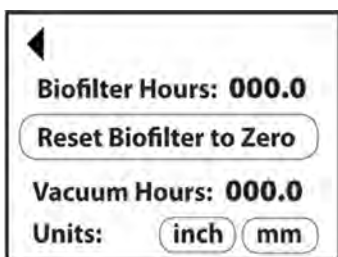 Biofilter Hours: 000.0
Reset Biofilter to Zero
Vacuum Hours: 000.0
Units: inch mm